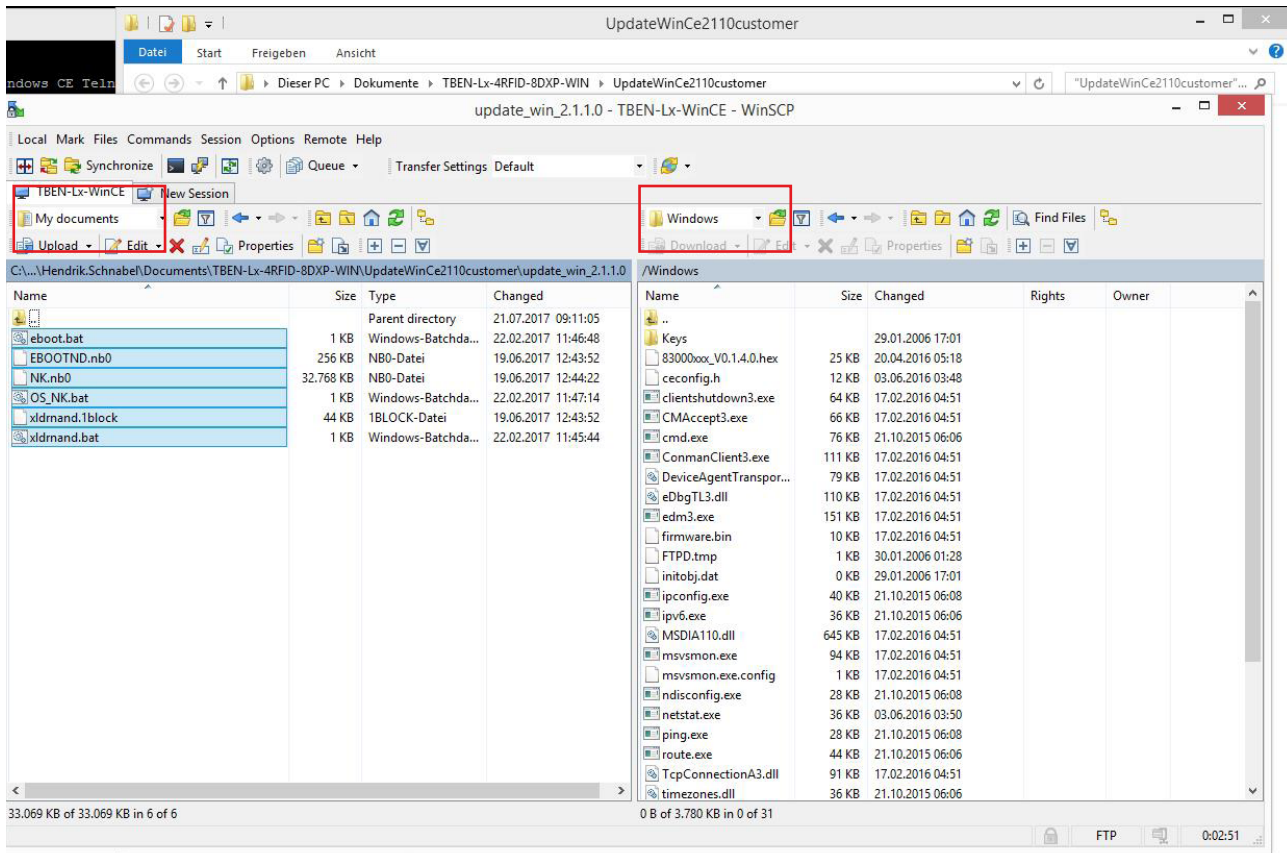 UpdateWinCe2110customer
Datei Start Freigeben Ansicht
ndows CE Teln
Dieser PC Dokumente TBEN-Lx-4RFID-8DXP-WIN UpdateWinCe2110customer "UpdateWinCe2110customer"...
update_win_2.1.1.0 - TBEN-Lx-WinCE - WinSCP
Local Mark Files Commands Session Options Remote Help
Synchronize Queue Transfer Settings Default
TBEN-Lx-WinCE New Session
My documents Windows Find Files
Upload Edit Properties Download Edit Properties
C:\...\Hendrik.Schnabel\Documents\TBEN-Lx-4RFID-8DXP-WIN\UpdateWinCe2110customer\update_win_2.1.1.0 /Windows
Name Size Type Changed Name Size Changed Rights Owner
.. Parent directory 21.07.2017 09:11:05 ..
eboot.bat 1 KB Windows-Batchda... 22.02.2017 11:46:48 Keys 29.01.2006 17:01
EBOOTND.nb0 256 KB NB0-Datei 19.06.2017 12:43:52 83000xxx_V0.1.4.0.hex 25 KB 20.04.2016 05:18
NK.nb0 32.768 KB NB0-Datei 19.06.2017 12:44:22 ceconfig.h 12 KB 03.06.2016 03:48
OS_NK.bat 1 KB Windows-Batchda... 22.02.2017 11:47:14 clientshutdown3.exe 64 KB 17.02.2016 04:51
xldrnand.1block 44 KB 1BLOCK-Datei 19.06.2017 12:43:52 CMAccept3.exe 66 KB 17.02.2016 04:51
xldrnand.bat 1 KB Windows-Batchda... 22.02.2017 11:45:44 cmd.exe 76 KB 21.10.2015 06:06
ConmanClient3.exe 111 KB 17.02.2016 04:51
DeviceAgentTranspor... 79 KB 17.02.2016 04:51
eDbgTL3.dll 110 KB 17.02.2016 04:51
edm3.exe 151 KB 17.02.2016 04:51
firmware.bin 10 KB 17.02.2016 04:51
FTPD.tmp 1 KB 30.01.2006 01:28
initobj.dat 0 KB 29.01.2006 17:01
ipconfig.exe 40 KB 21.10.2015 06:08
ipv6.exe 36 KB 21.10.2015 06:06
MSDIA110.dll 645 KB 17.02.2016 04:51
msvsmon.exe 94 KB 17.02.2016 04:51
msvsmon.exe.config 1 KB 17.02.2016 04:51
ndisconfig.exe 28 KB 21.10.2015 06:08
netstat.exe 36 KB 03.06.2016 03:50
ping.exe 28 KB 21.10.2015 06:08
route.exe 44 KB 21.10.2015 06:06
TcpConnectionA3.dll 91 KB 17.02.2016 04:51
timezones.dll 36 KB 21.10.2015 06:06
33.069 KB of 33.069 KB in 6 of 6 0 B of 3.780 KB in 0 of 31
FTP 0:02:51